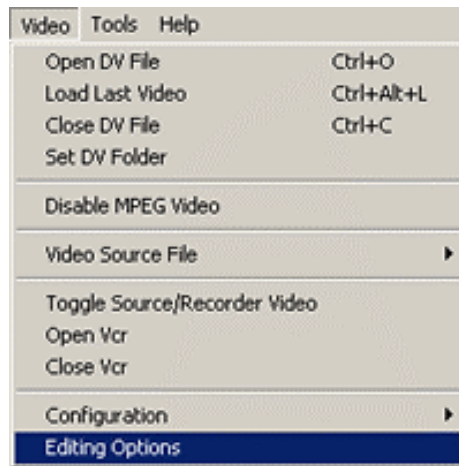 Video Tools Help
Open DV File Ctrl+O
Load Last Video Ctrl+Alt+L
Close DV File Ctrl+C
Set DV Folder
Disable MPEG Video
Video Source File
Toggle Source/Recorder Video
Open Vcr
Close Vcr
Configuration
Editing Options